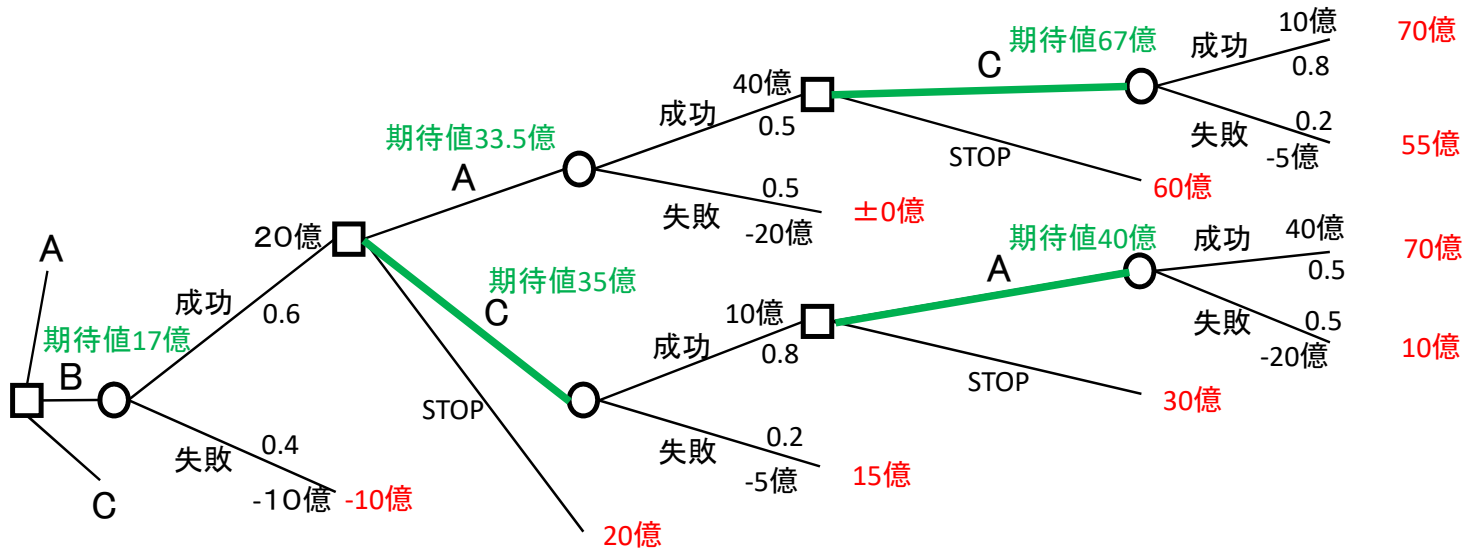 期待値67億
C
成功
10億
0.8
70億
0.2
失敗
-5億
55億
40億
成功
0.5
STOP
60億
期待値33.5億
A
0.5
失敗
-20億
±0億
20億
期待値40億
A
成功
40億
0.5
70億
失敗
0.5
-20億
10億
期待値35億
C
成功
10億
0.8
STOP
30億
A
成功
0.6
期待値17億
B
STOP
失敗
0.2
-5億
15億
失敗
0.4
-10億
-10億
C
20億